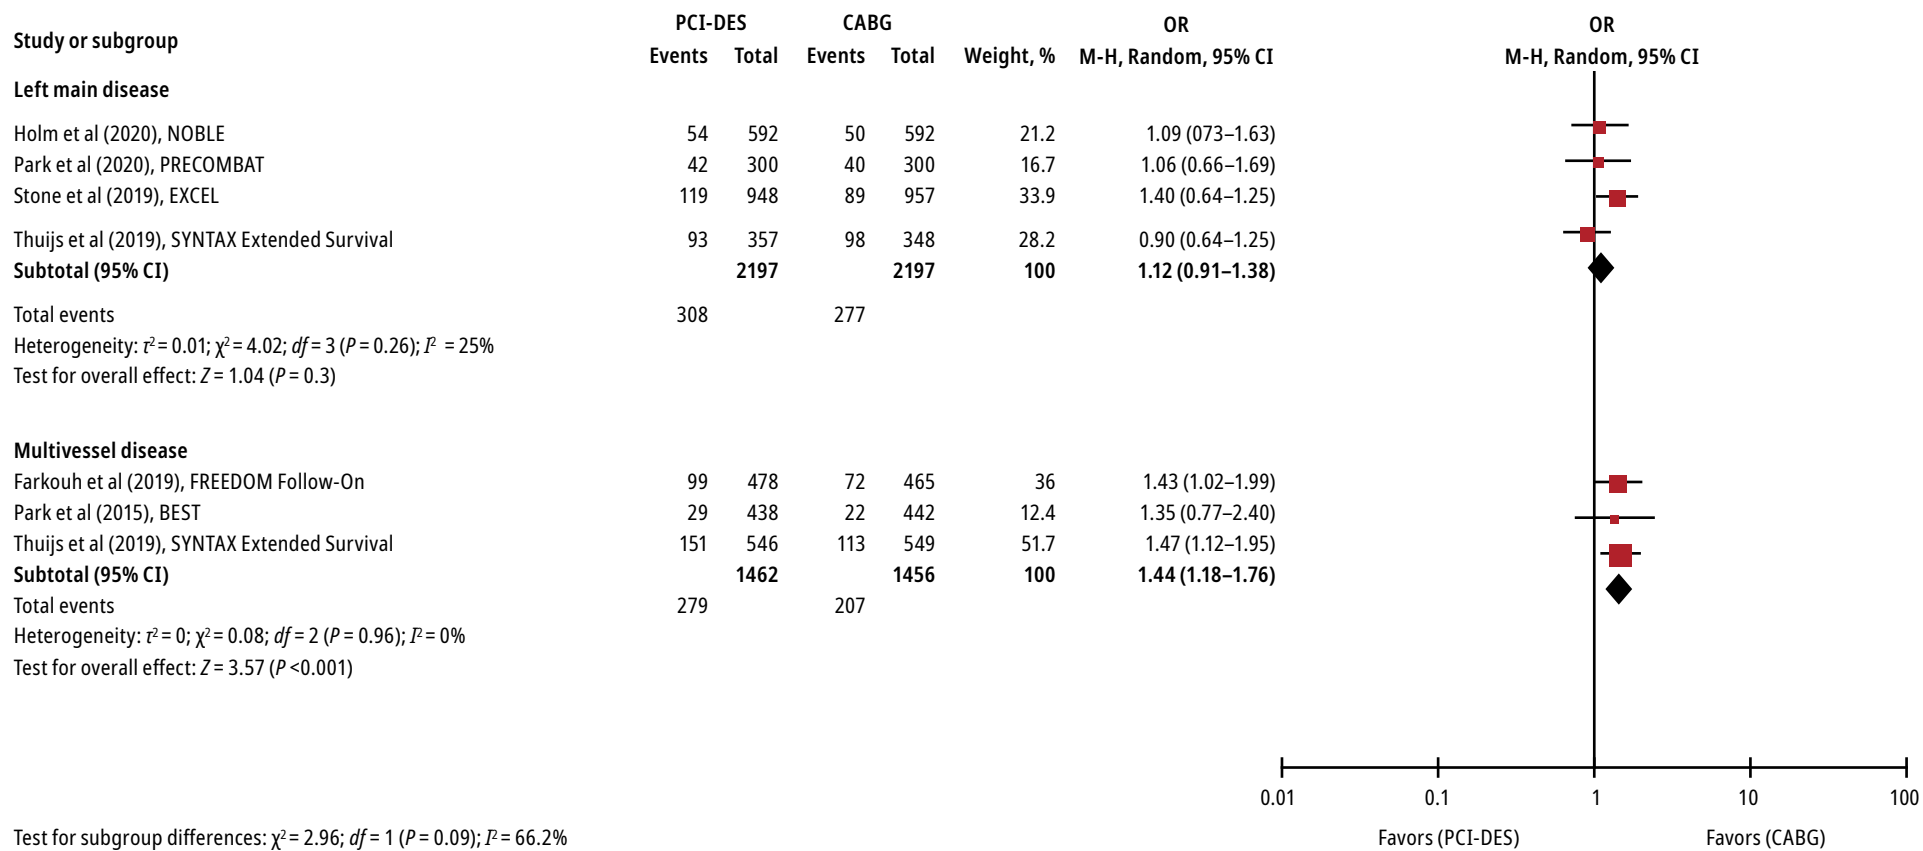 PCI-DES CABG OR OR
Study or subgroup
Events Total Events Total Weight, % M-H, Random, 95% CI M-H, Random, 95% CI
Left main disease
Holm et al (2020), NOBLE 54 592 50 592 21.2 1.09 (073–1.63)
Park et al (2020), PRECOMBAT 42 300 40 300 16.7 1.06 (0.66–1.69)
Stone et al (2019), EXCEL 119 948 89 957 33.9 1.40 (0.64–1.25)
Thuijs et al (2019), SYNTAX Extended Survival 93 357 98 348 28.2 0.90 (0.64–1.25)
Subtotal (95% CI) 2197 2197 100 1.12 (0.91–1.38)
Total events 308 277
Heterogeneity: τ² = 0.01; χ² = 4.02; df = 3 (P = 0.26); I² = 25%
Test for overall effect: Z = 1.04 (P = 0.3)
Multivessel disease
Farkouh et al (2019), FREEDOM Follow-On 99 478 72 465 36 1.43 (1.02–1.99)
Park et al (2015), BEST 29 438 22 442 12.4 1.35 (0.77–2.40)
Thuijs et al (2019), SYNTAX Extended Survival 151 546 113 549 51.7 1.47 (1.12–1.95)
Subtotal (95% CI) 1462 1456 100 1.44 (1.18–1.76)
Total events 279 207
Heterogeneity: τ² = 0; χ² = 0.08; df = 2 (P = 0.96); I² = 0%
Test for overall effect: Z = 3.57 (P <0.001)
0.01 0.1 1 10 100
Test for subgroup differences: χ² = 2.96; df = 1 (P = 0.09); I² = 66.2% Favors (PCI-DES) Favors (CABG)